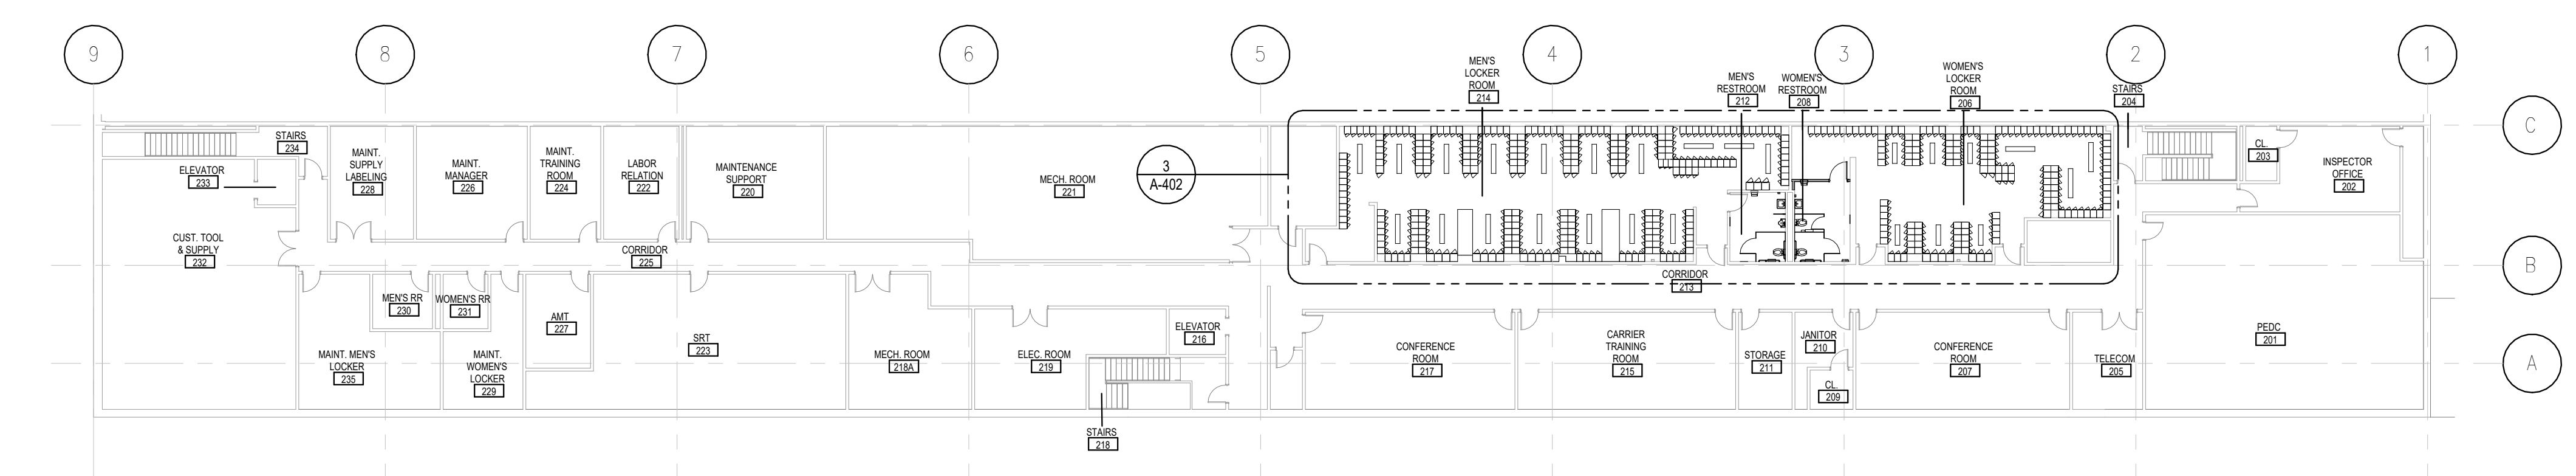 9
8
7
6
5
4
3
2
1
C
B
A
MEN'S
LOCKER
ROOM
214
MEN'S
RESTROOM
212
WOMEN'S
RESTROOM
208
WOMEN'S
LOCKER
ROOM
206
STAIRS
204
STAIRS
234
ELEVATOR
233
MAINT.
SUPPLY
LABELING
228
MAINT.
MANAGER
226
MAINT.
TRAINING
ROOM
224
LABOR
RELATION
222
MAINTENANCE
SUPPORT
220
MECH. ROOM
221
3
A-402
CL.
203
INSPECTOR
OFFICE
202
CUST. TOOL
& SUPPLY
232
CORRIDOR
225
CORRIDOR
213
MEN'S RR
230
WOMEN'S RR
231
AMT
227
SRT
223
MAINT. MEN'S
LOCKER
235
MAINT.
WOMEN'S
LOCKER
229
MECH. ROOM
218A
ELEC. ROOM
219
ELEVATOR
216
STAIRS
218
CONFERENCE
ROOM
217
CARRIER
TRAINING
ROOM
215
STORAGE
211
JANITOR
210
CL.
209
CONFERENCE
ROOM
207
TELECOM
205
PEDC
201